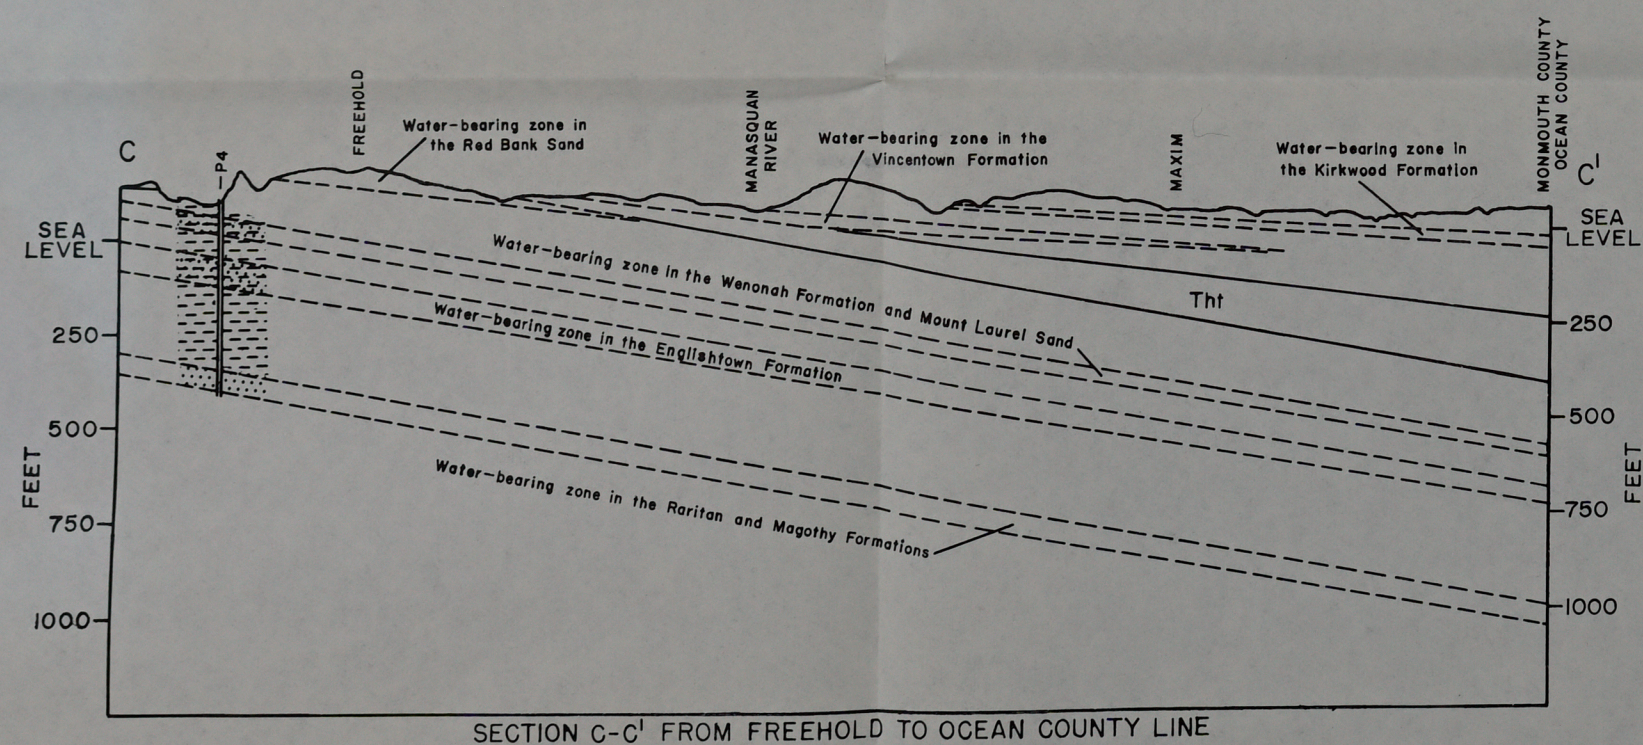 C
P4
FREEHOLD
Water-bearing zone in
the Red Bank Sand
MANASQUAN
RIVER
Water-bearing zone in the
Vincentown Formation
MAXIM
Water-bearing zone in
the Kirkwood Formation
MONMOUTH COUNTY
OCEAN COUNTY
C'
SEA
LEVEL
250
500
750
1000
FEET
Water-bearing zone in the Wenonah Formation and Mount Laurel Sand
Water-bearing zone in the Englishtown Formation
Water-bearing zone in the Raritan and Magothy Formations
Tht
SEA
LEVEL
250
500
750
1000
FEET
SECTION C-C' FROM FREEHOLD TO OCEAN COUNTY LINE